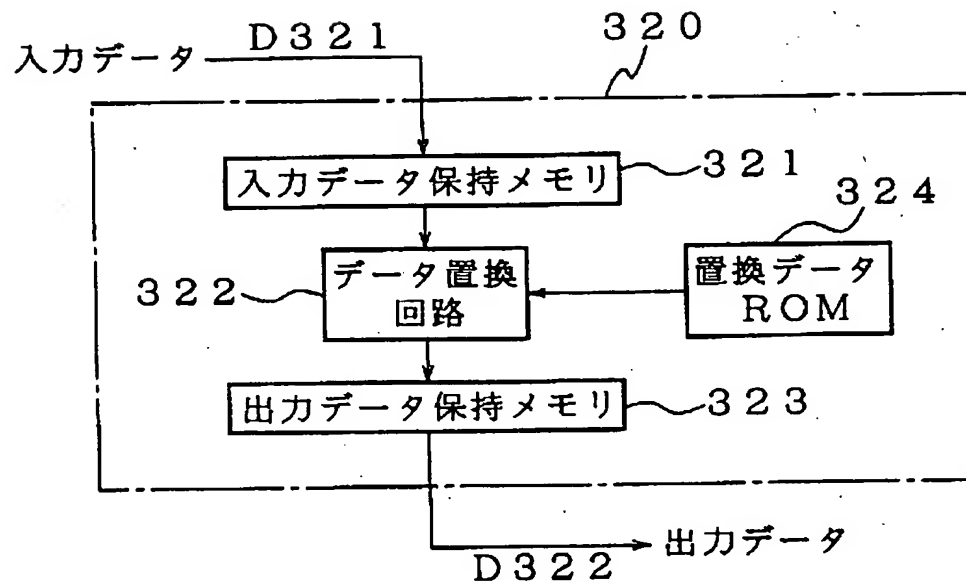 D321
320
入力データ
入力データ保持メモリ
321
324
322
データ置換
回路
置換データ
ROM
出力データ保持メモリ
323
D322
出力データ